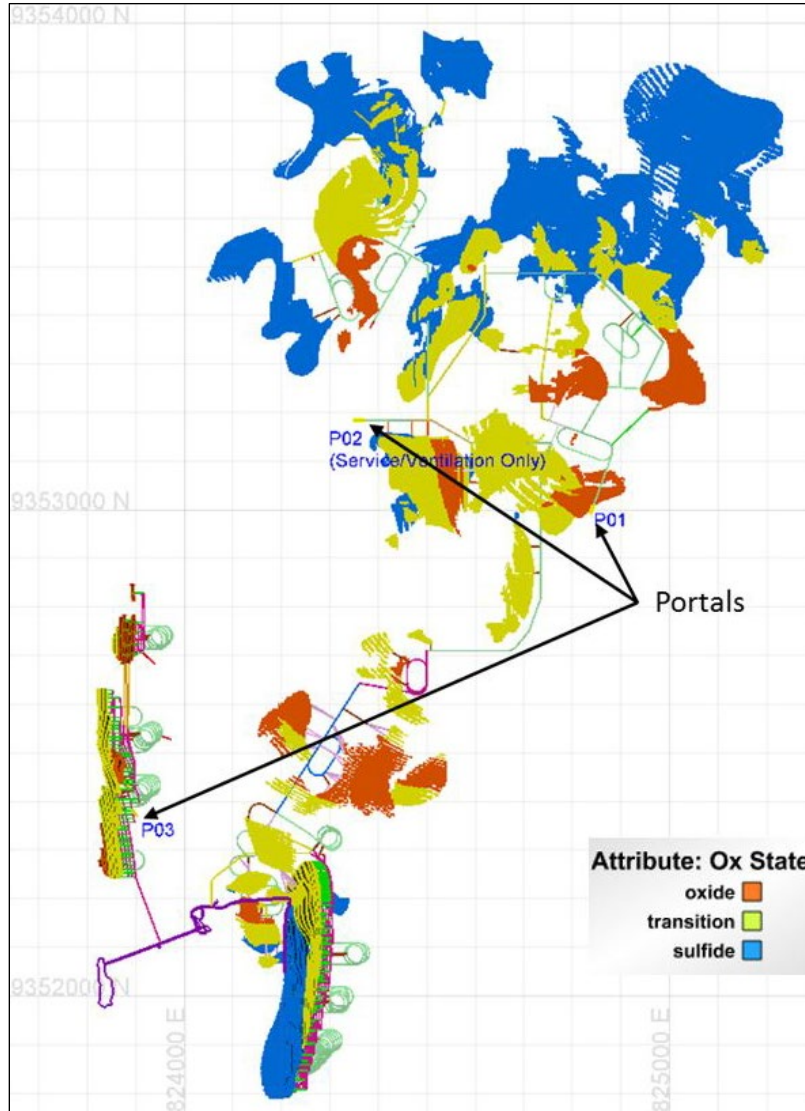 9354000 N
P02
(Service/Ventilation Only)
9353000 N
P01
Portals
P03
Attribute: Ox State
oxide
transition
sulfide
9352000 N
824000 E
825000 E